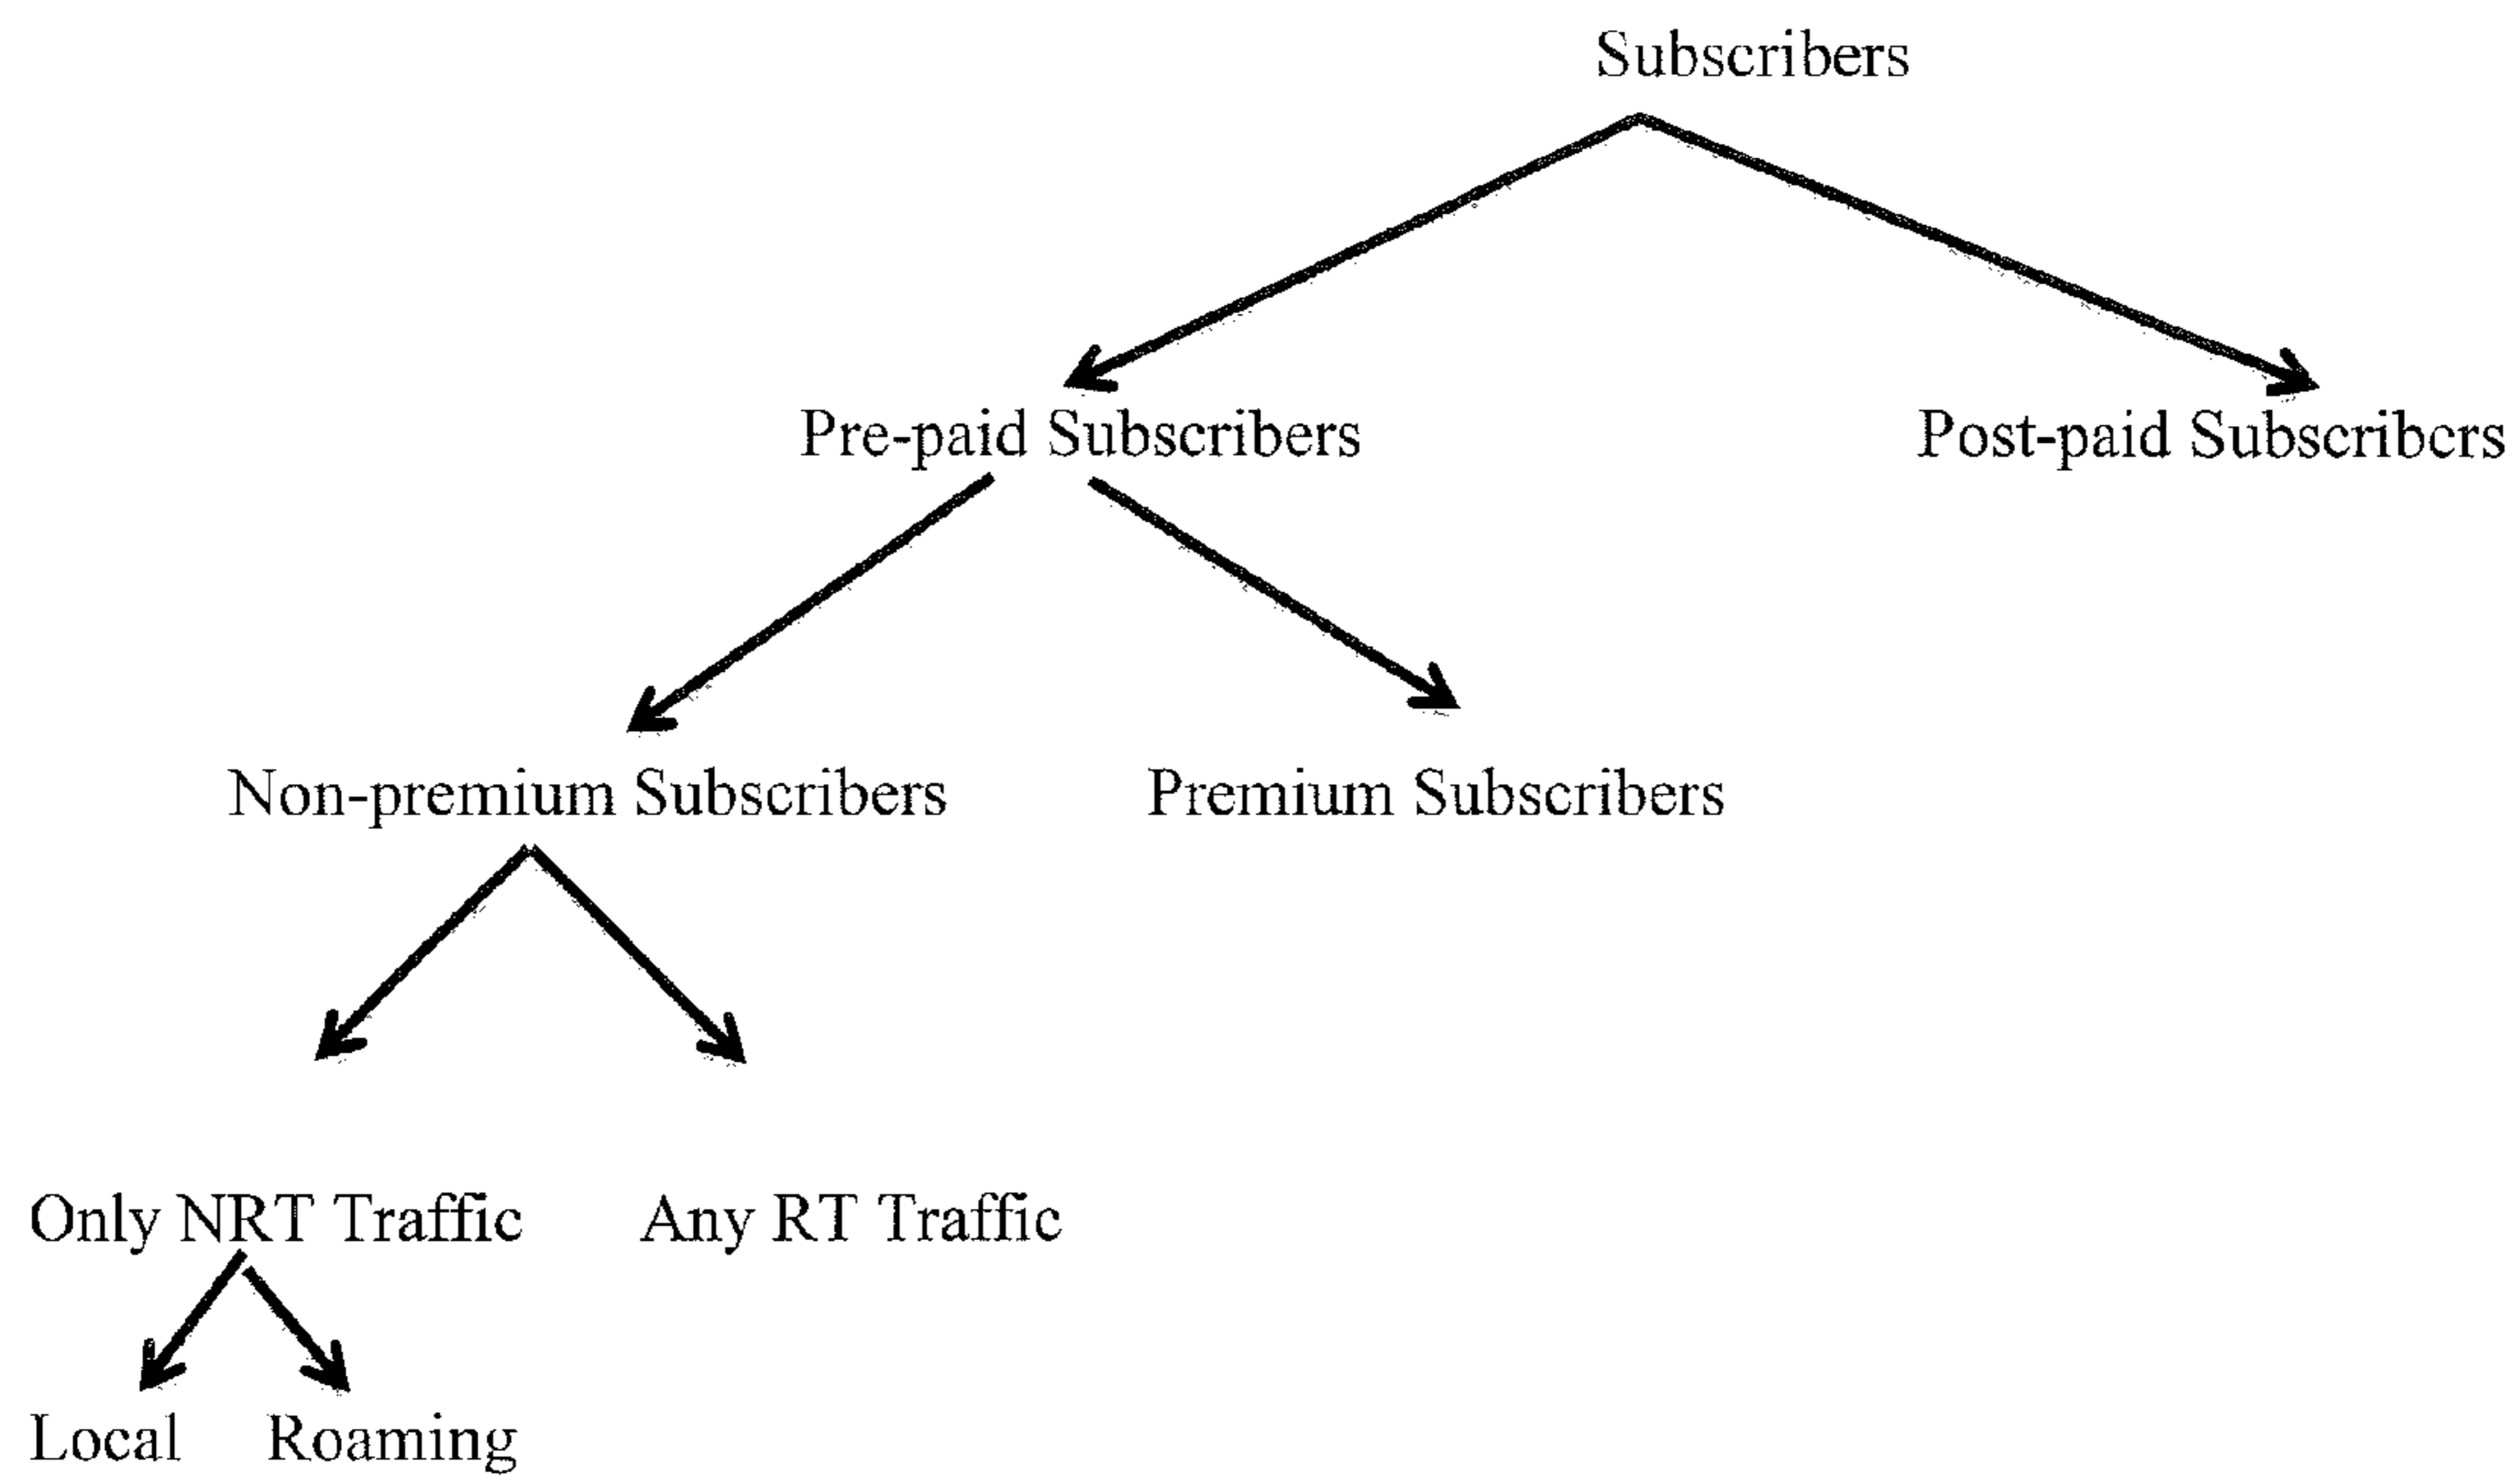 Subscribers
Pre-paid Subscribers
Post-paid Subscribers
Non-premium Subscribers
Premium Subscribers
Only NRT Traffic
Any RT Traffic
Local
Roaming